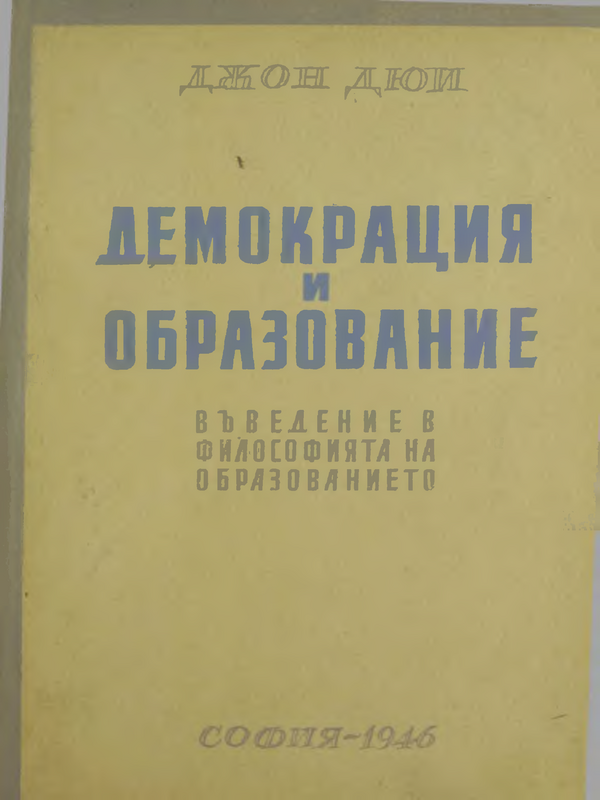 ДЖОН ДЮИ
ДЕМОКРАЦИЯ
И
ОБРАЗОВАНИЕ
ВЪВЕДЕНИЕ В
ФИЛОСОФИЯТА НА
ОБРАЗОВАНИЕТО
СОФИЯ-1946